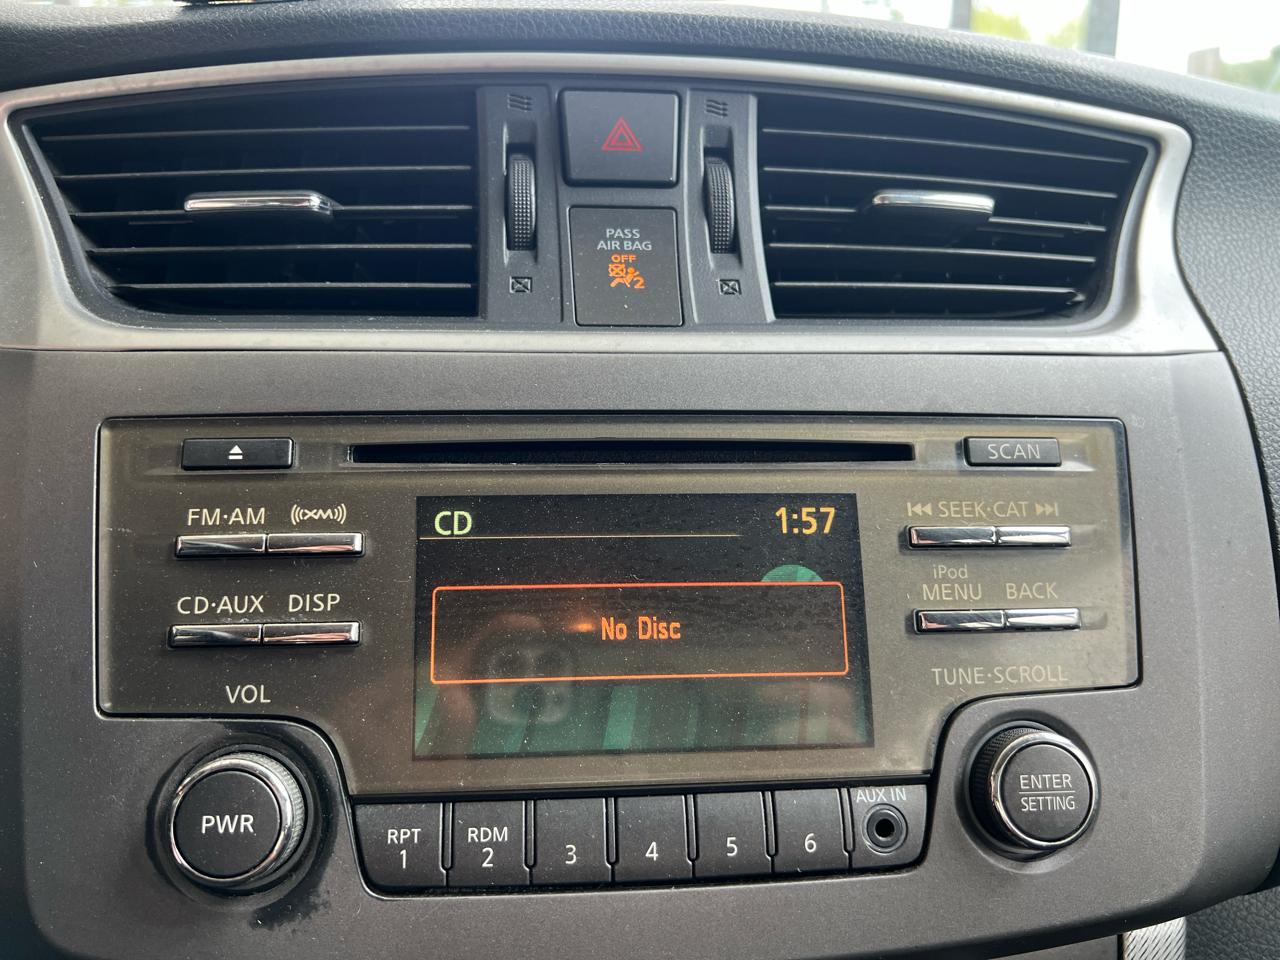 PASS
AIR BAG
OFF
2
SCAN
FM·AM
((XM))
SEEK·CAT
CD
1:57
iPod
MENU
BACK
CD·AUX
DISP
No Disc
TUNE·SCROLL
VOL
PWR
ENTER
SETTING
RPT
1
RDM
2
3
4
5
6
AUX IN